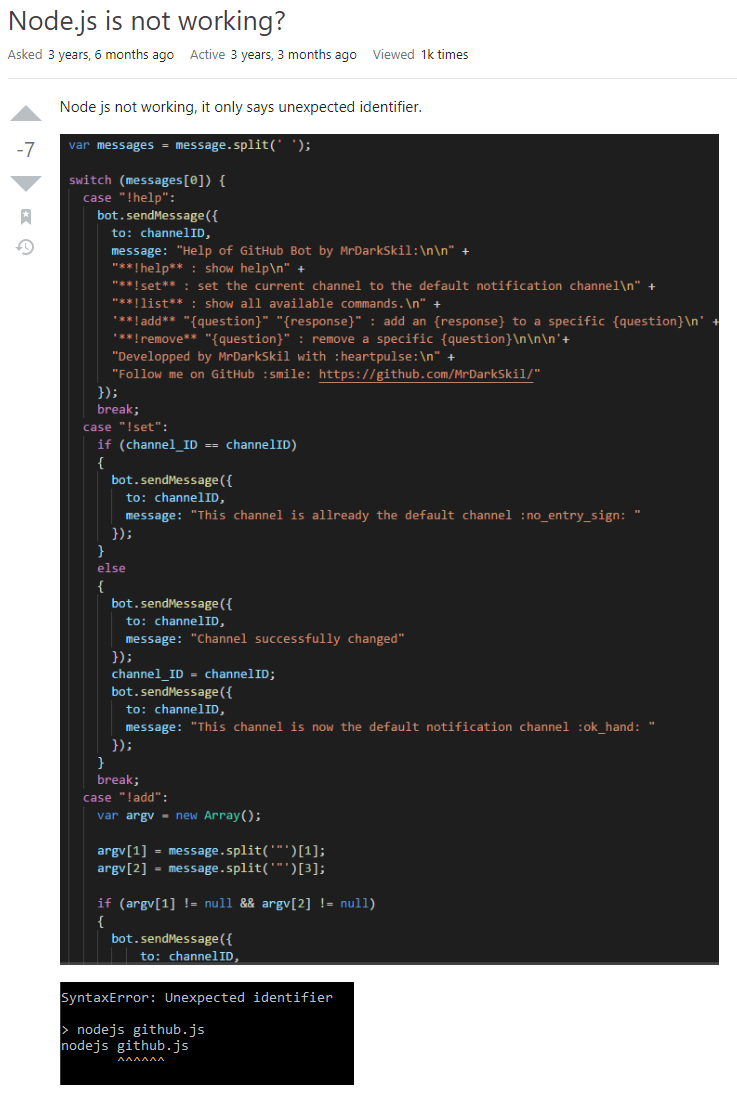 Node.js is not working?
Asked 3 years, 6 months ago Active 3 years, 3 months ago Viewed 1k times
Node js not working, it only says unexpected identifier.
-7
var messages = message.split(' ');
switch (messages[0]) {
case "!help":
bot.sendMessage({
to: channelID,
message: "Help of GitHub Bot by MrDarkSkil:\n\n" +
"**!help** : show help\n" +
"**!set** : set the current channel to the default notification channel\n" +
"**!list** : show all available commands.\n" +
'**!add** "{question}" "{response}" : add an {response} to a specific {question}\n' +
'**!remove** "{question}" : remove a specific {question}\n\n\n'+
"Developped by MrDarkSkil with :heartpulse:\n" +
"Follow me on GitHub :smile: https://github.com/MrDarkSkil/"
});
break;
case "!set":
if (channel_ID == channelID)
{
bot.sendMessage({
to: channelID,
message: "This channel is allready the default channel :no_entry_sign: "
});
}
else
{
bot.sendMessage({
to: channelID,
message: "Channel successfully changed"
});
channel_ID = channelID;
bot.sendMessage({
to: channelID,
message: "This channel is now the default notification channel :ok_hand: "
});
}
break;
case "!add":
var argv = new Array();
argv[1] = message.split('"')[1];
argv[2] = message.split('"')[3];
if (argv[1] != null && argv[2] != null)
{
bot.sendMessage({
to: channelID,
SyntaxError: Unexpected identifier
> nodejs github.js
nodejs github.js
^^^^^^